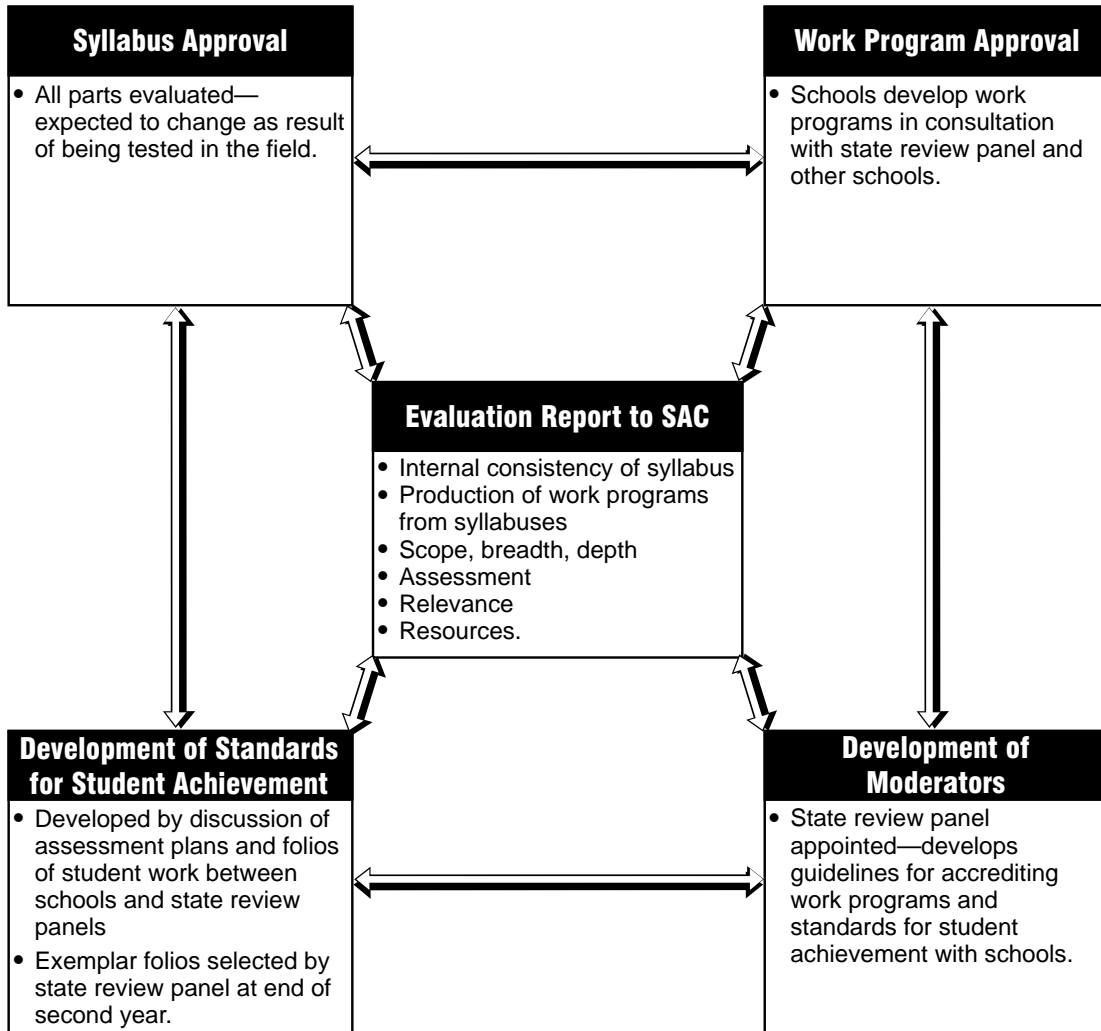 Syllabus Approval
• All parts evaluated—
expected to change as result
of being tested in the field.
Work Program Approval
• Schools develop work
programs in consultation
with state review panel and
other schools.
Evaluation Report to SAC
• Internal consistency of syllabus
• Production of work programs
from syllabuses
• Scope, breadth, depth
• Assessment
• Relevance
• Resources.
Development of Standards
for Student Achievement
• Developed by discussion of
assessment plans and folios
of student work between
schools and state review
panels
• Exemplar folios selected by
state review panel at end of
second year.
Development of
Moderators
• State review panel
appointed—develops
guidelines for accrediting
work programs and
standards for student
achievement with schools.